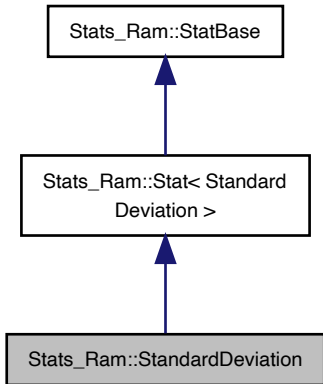 Stats_Ram::StatBase
Stats_Ram::Stat< Standard
Deviation >
Stats_Ram::StandardDeviation